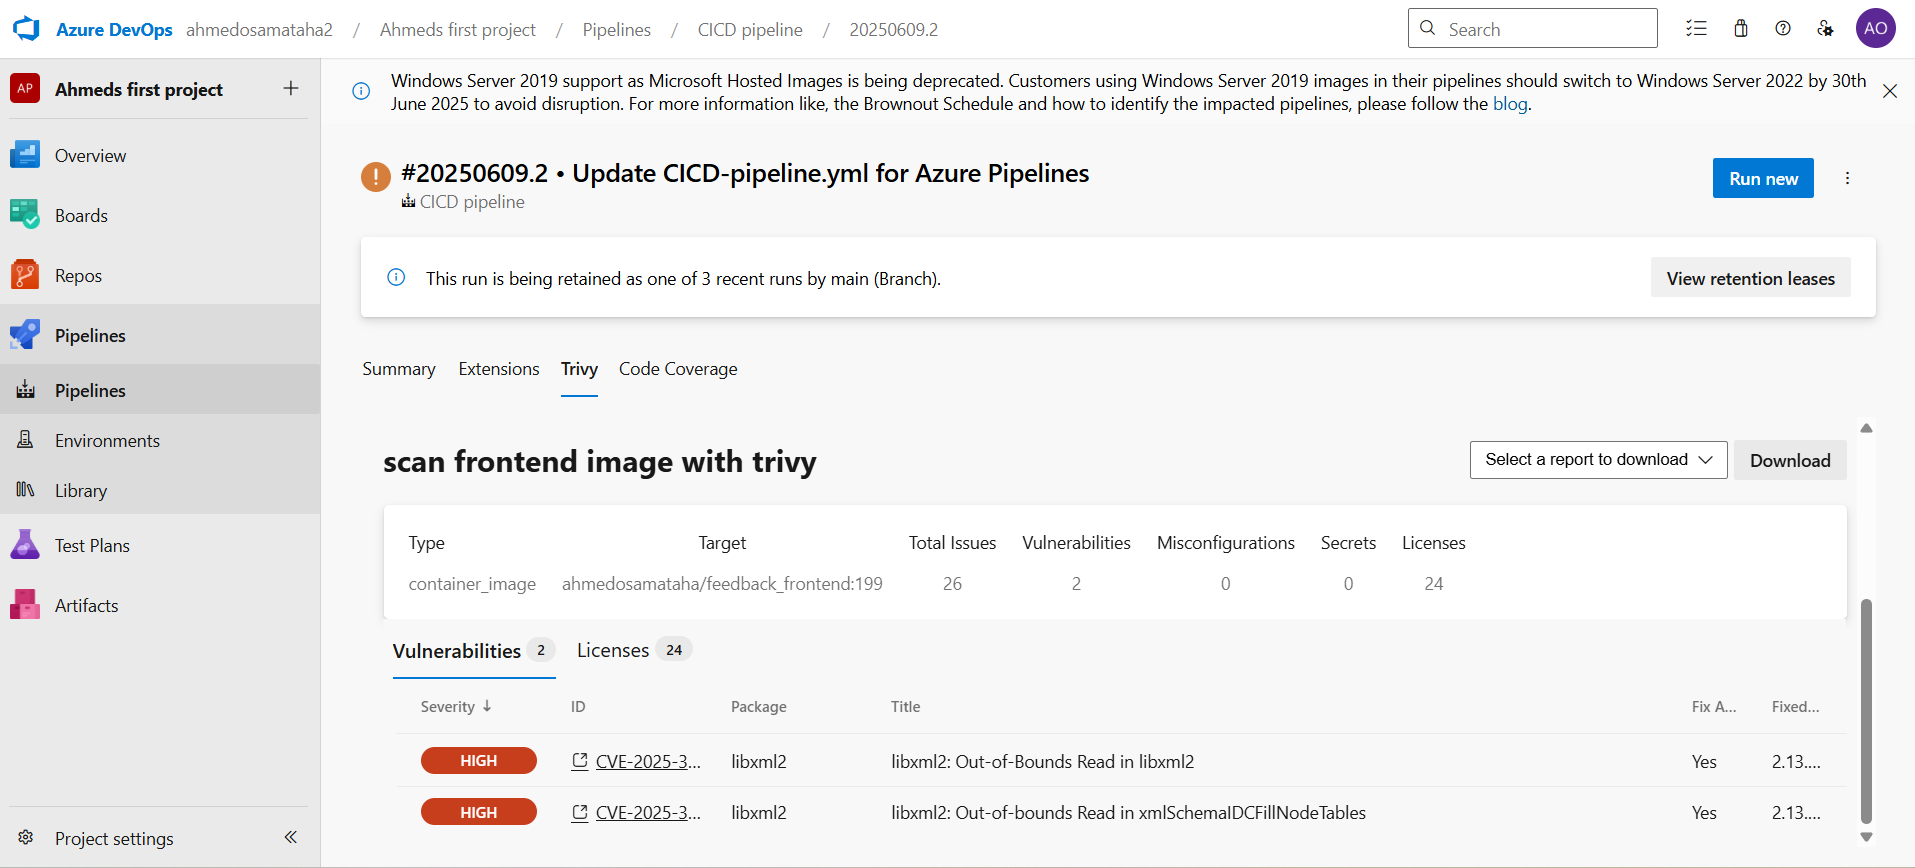 Azure DevOps ahmedosamataha2 / Ahmeds first project / Pipelines / CICD pipeline / 20250609.2
Search
AO
AP Ahmeds first project
Windows Server 2019 support as Microsoft Hosted Images is being deprecated. Customers using Windows Server 2019 images in their pipelines should switch to Windows Server 2022 by 30th
June 2025 to avoid disruption. For more information like, the Brownout Schedule and how to identify the impacted pipelines, please follow the blog.
Overview
Boards
Repos
Pipelines
Pipelines
Environments
Library
Test Plans
Artifacts
Project settings
#20250609.2 • Update CICD-pipeline.yml for Azure Pipelines
CICD pipeline
Run new
This run is being retained as one of 3 recent runs by main (Branch).
View retention leases
Summary Extensions Trivy Code Coverage
scan frontend image with trivy
Select a report to download
Download
Type Target Total Issues Vulnerabilities Misconfigurations Secrets Licenses
container_image ahmedosamataha/feedback_frontend:199 26 2 0 0 24
Vulnerabilities 2 Licenses 24
Severity ID Package Title Fix A... Fixed...
HIGH CVE-2025-3... libxml2 libxml2: Out-of-Bounds Read in libxml2 Yes 2.13....
HIGH CVE-2025-3... libxml2 libxml2: Out-of-bounds Read in xmlSchemaIDCFillNodeTables Yes 2.13....